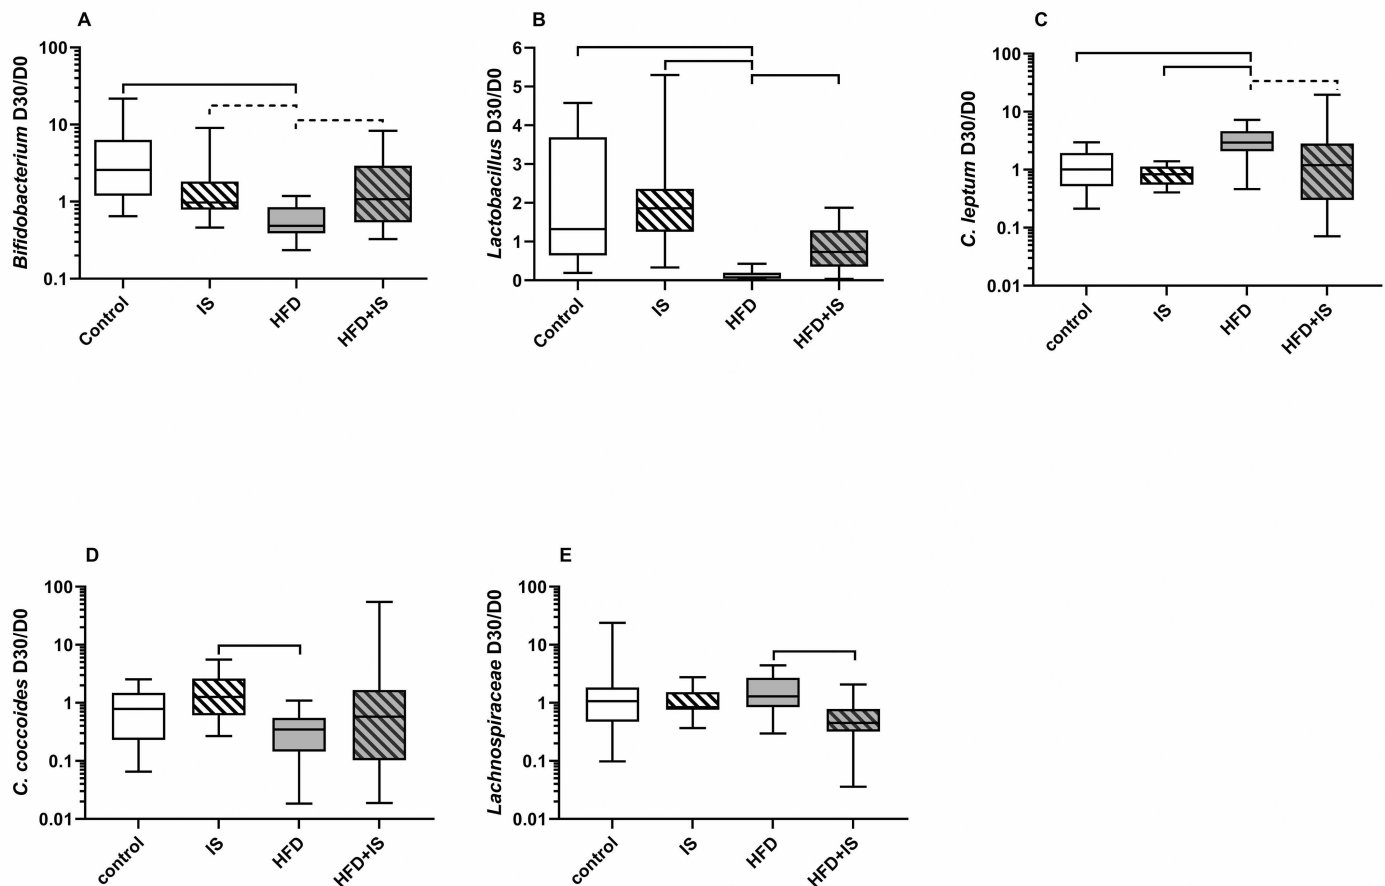 A
Bifidobacterium D30/D0
100
10
1
0.1
Control
IS
HFD
HFD+IS
B
Lactobacillus D30/D0
6
5
4
3
2
1
0
Control
IS
HFD
HFD+IS
C
C. leptum D30/D0
100
10
1
0.1
0.01
control
IS
HFD
HFD+IS
D
C. coccoides D30/D0
100
10
1
0.1
0.01
control
IS
HFD
HFD+IS
E
Lachnospiraceae D30/D0
100
10
1
0.1
0.01
control
IS
HFD
HFD+IS